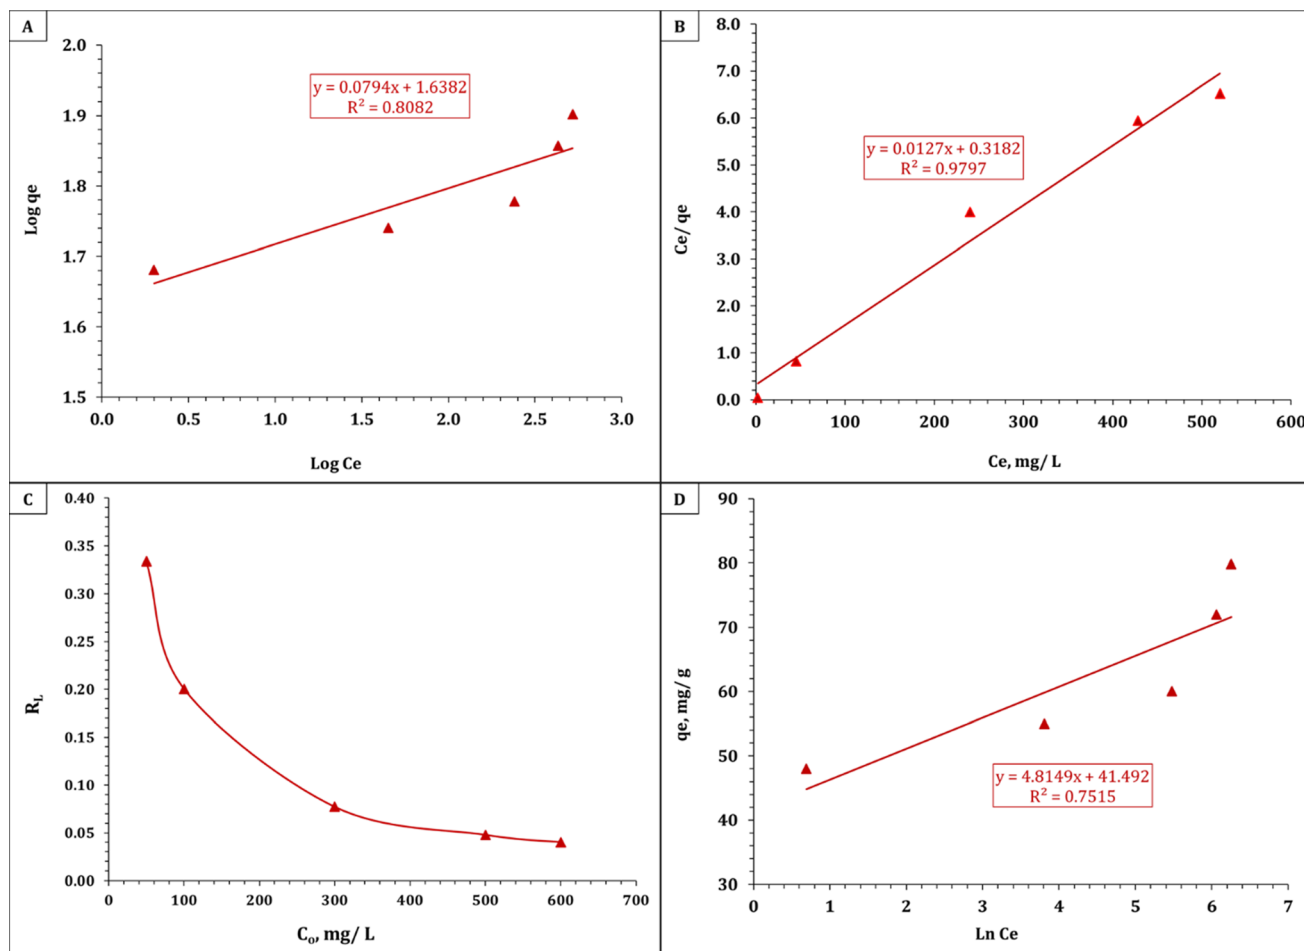 A
2.0
1.9
1.8
1.7
1.6
1.5
Log qe
y = 0.0794x + 1.6382
R² = 0.8082
0.0 0.5 1.0 1.5 2.0 2.5 3.0
Log Ce
B
8.0
7.0
6.0
5.0
4.0
3.0
2.0
1.0
0.0
Ce/ qe
y = 0.0127x + 0.3182
R² = 0.9797
0 100 200 300 400 500 600
Ce, mg/ L
C
0.40
0.35
0.30
0.25
0.20
0.15
0.10
0.05
0.00
R_L
0 100 200 300 400 500 600 700
C₀, mg/ L
D
90
80
70
60
50
40
30
qe, mg/ g
y = 4.8149x + 41.492
R² = 0.7515
0 1 2 3 4 5 6 7
Ln Ce